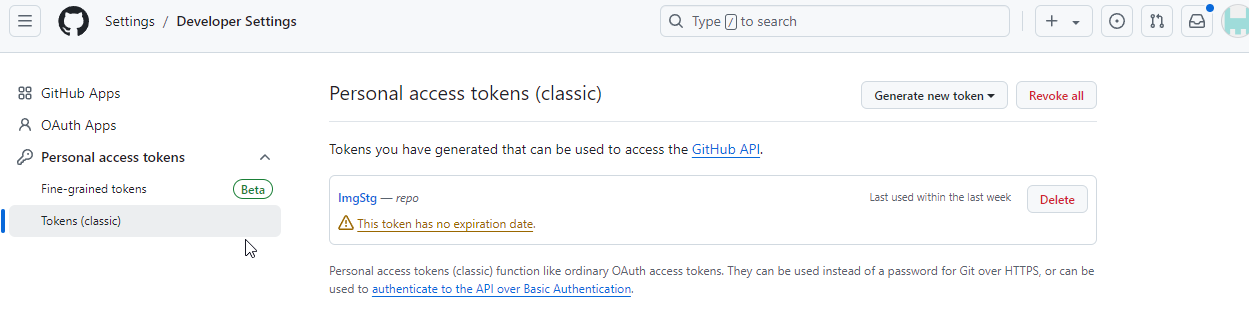 Settings / Developer Settings
Type / to search
GitHub Apps
OAuth Apps
Personal access tokens
Fine-grained tokens Beta
Tokens (classic)
Personal access tokens (classic)
Generate new token
Revoke all
Tokens you have generated that can be used to access the GitHub API.
ImgStg — repo
Last used within the last week
Delete
This token has no expiration date.
Personal access tokens (classic) function like ordinary OAuth access tokens. They can be used instead of a password for Git over HTTPS, or can be
used to authenticate to the API over Basic Authentication.